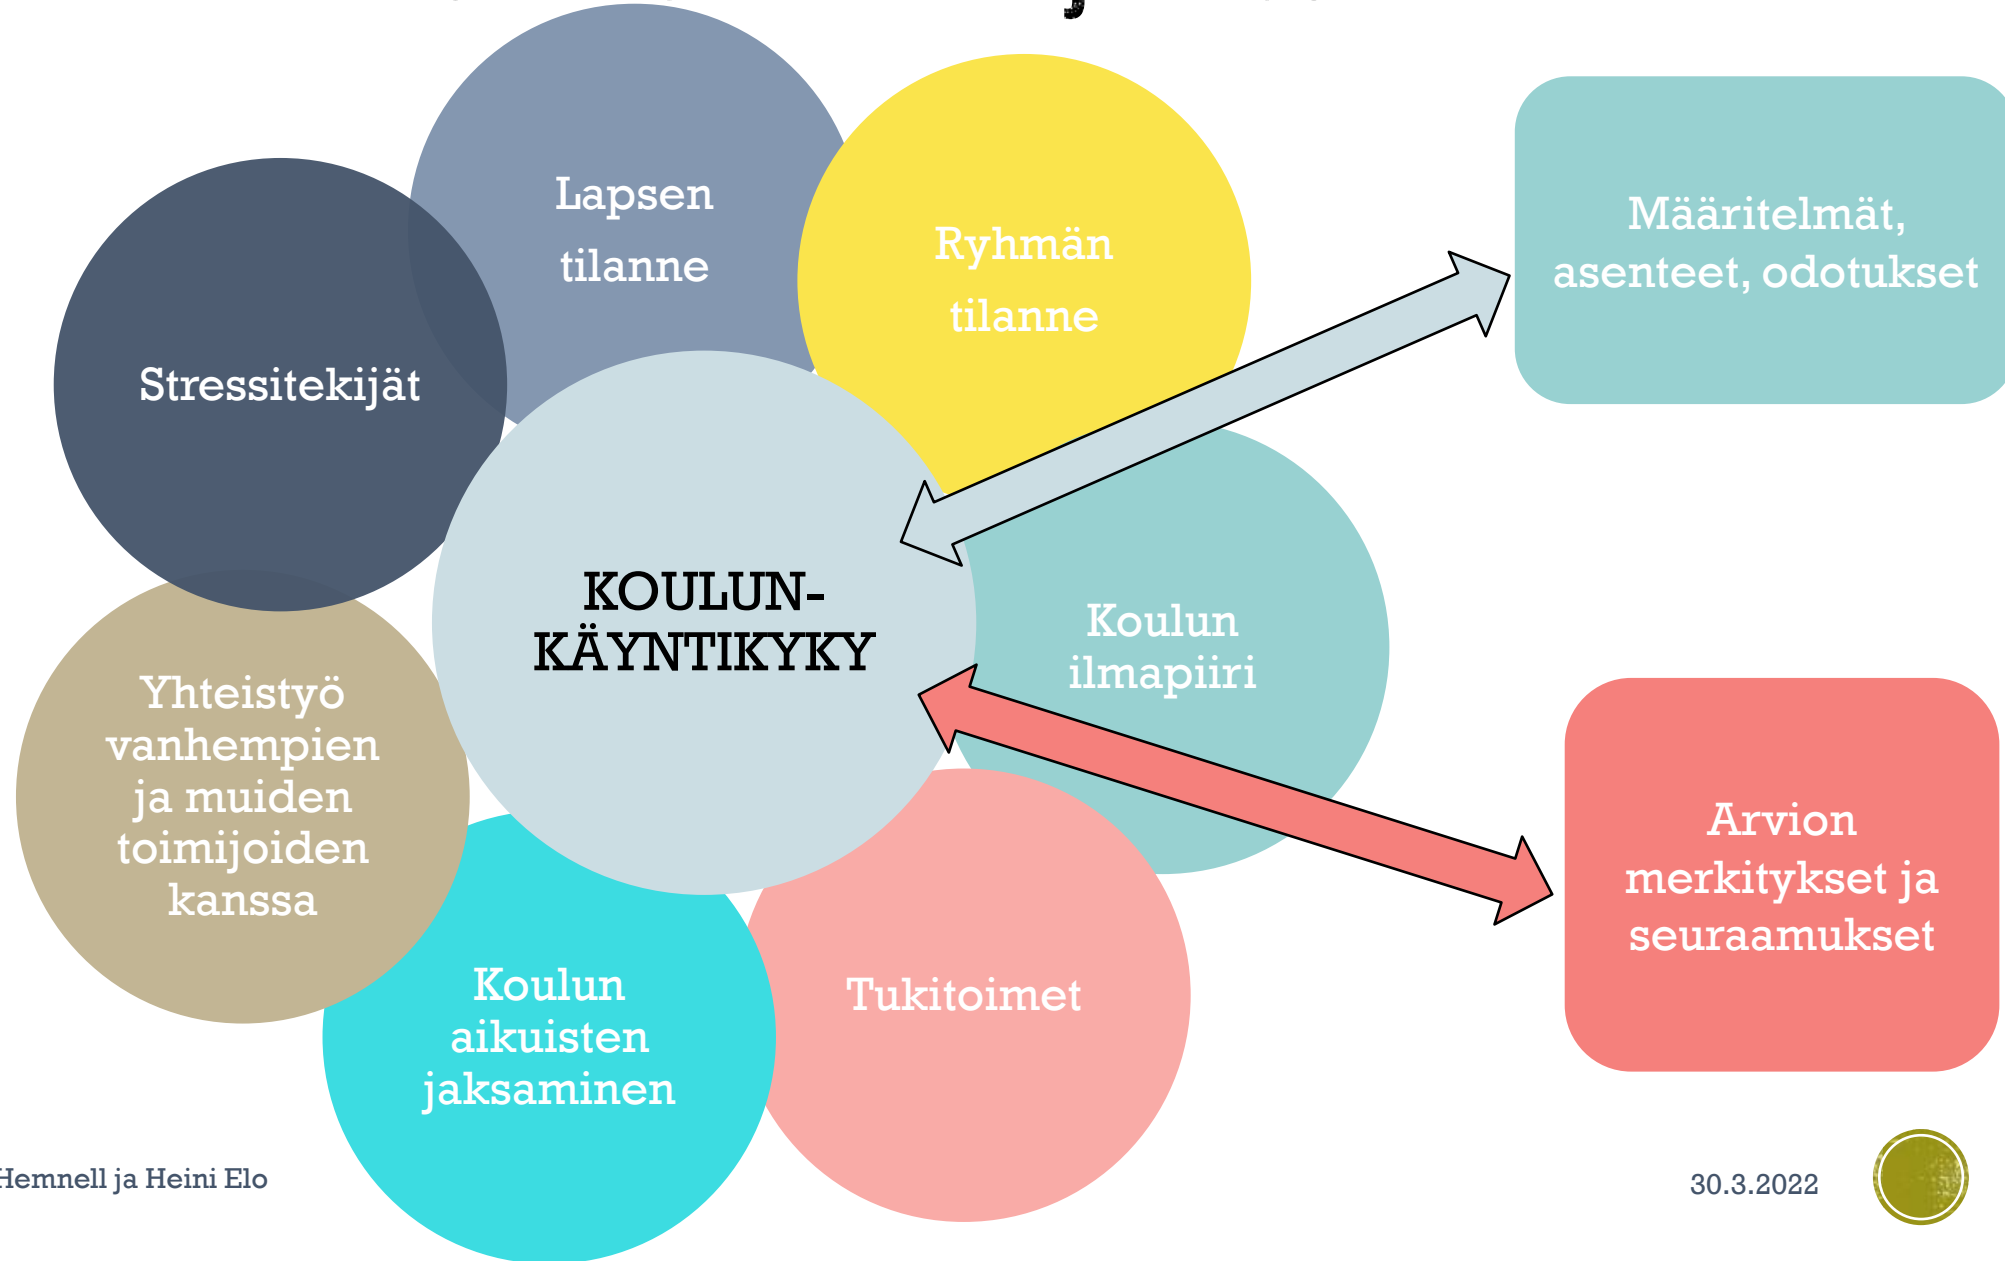 Lapsen
tilanne
Ryhmän
tilanne
Määritelmät,
asenteet, odotukset
Stressitekijät
KOULUN-
KÄYNTIKYKY
Koulun
ilmapiiri
Yhteistyö
vanhempien
ja muiden
toimijoiden
kanssa
Arvion
merkitykset ja
seuraamukset
Koulun
aikuisten
jaksaminen
Tukitoimet
Hemnell ja Heini Elo
30.3.2022